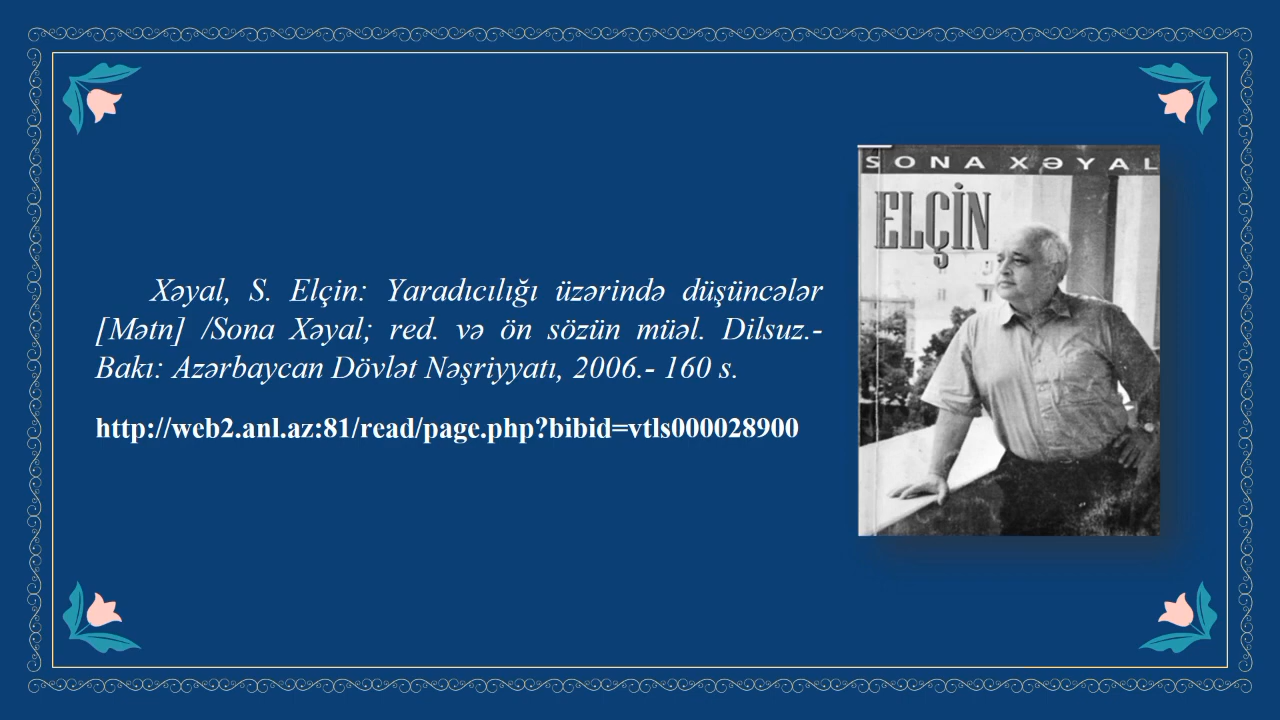 Xəyal, S. Elçin: Yaradıcılığı üzərində düşüncələr
[Mətn] /Sona Xəyal; red. və ön sözün müəl. Dilsuz.-
Bakı: Azərbaycan Dövlət Nəşriyyatı, 2006.- 160 s.
http://web2.anl.az:81/read/page.php?bibid=vtls000028900
SONA XƏYAL
ELÇİN